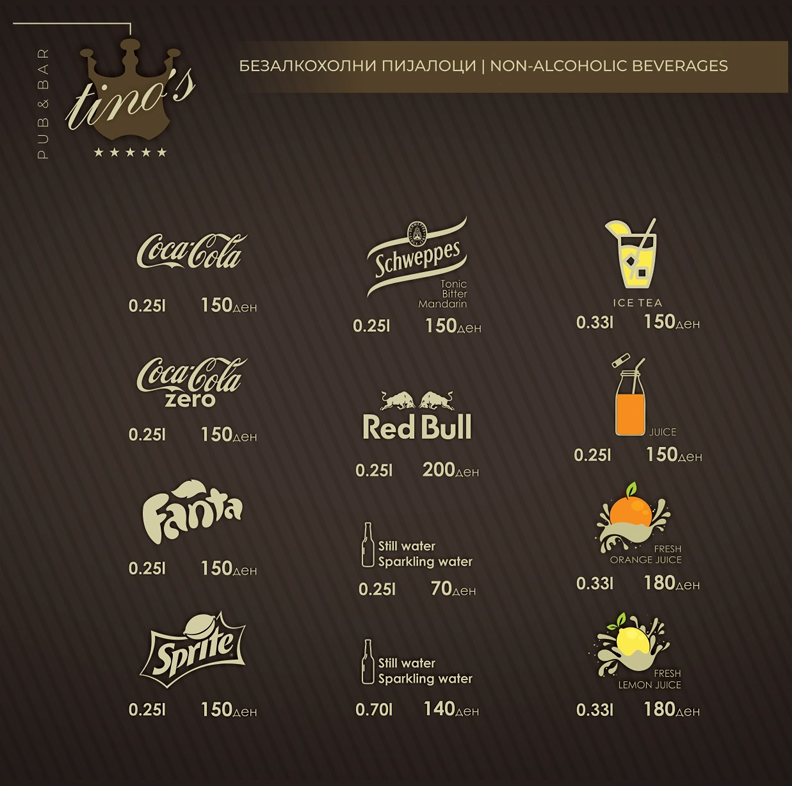 PUB & BAR
tino's
БЕЗАЛКОХОЛНИ ПИЈАЛОЦИ | NON-ALCOHOLIC BEVERAGES
Coca-Cola
0.25l 150ден
Coca-Cola
zero
0.25l 150ден
Fanta
0.25l 150ден
Sprite
0.25l 150ден
Schweppes
Tonic
Bitter
Mandarin
0.25l 150ден
Red Bull
0.25l 200ден
Still water
Sparkling water
0.25l 70ден
Still water
Sparkling water
0.70l 140ден
ICE TEA
0.33l 150ден
JUICE
0.25l 150ден
FRESH
ORANGE JUICE
0.33l 180ден
FRESH
LEMON JUICE
0.33l 180ден